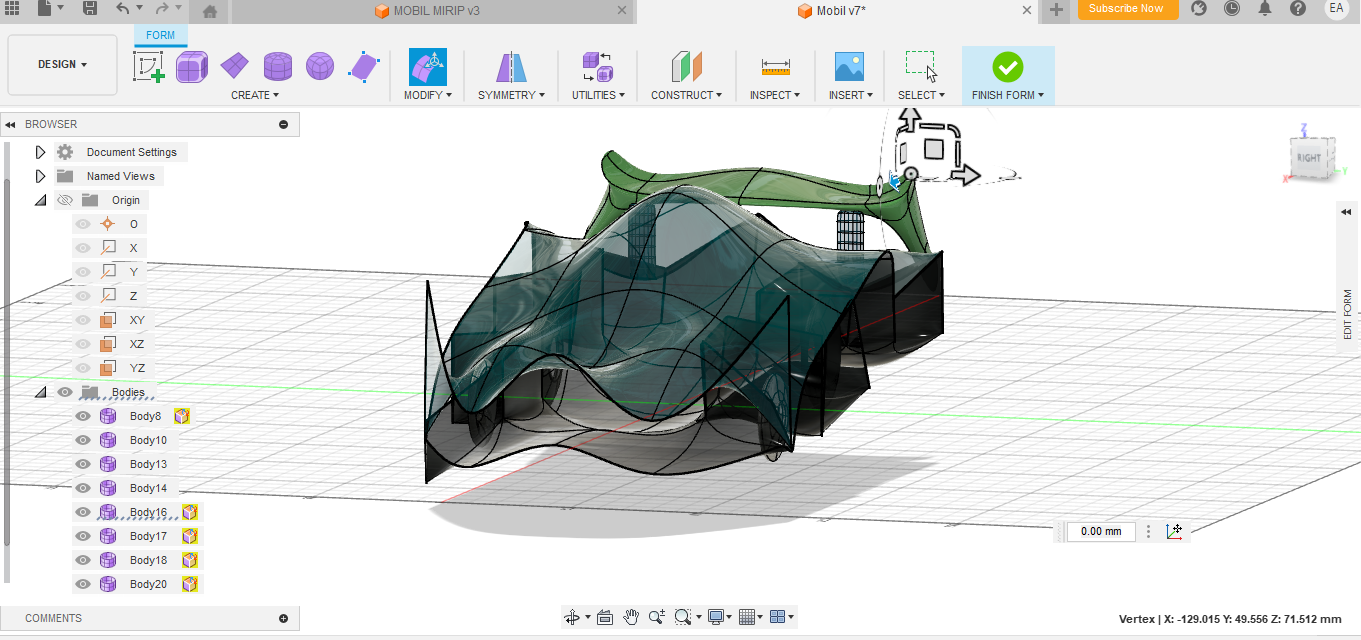 MOBIL MIRIP v3
Mobil v7*
Subscribe Now
EA
FORM
DESIGN
CREATE
MODIFY
SYMMETRY
UTILITIES
CONSTRUCT
INSPECT
INSERT
SELECT
FINISH FORM
BROWSER
Document Settings
Named Views
Origin
O
X
Y
Z
XY
XZ
YZ
Bodies
Body8
Body10
Body13
Body14
Body16
Body17
Body18
Body20
Z
RIGHT
X
Y
EDIT FORM
0.00 mm
COMMENTS
Vertex | X: -129.015 Y: 49.556 Z: 71.512 mm